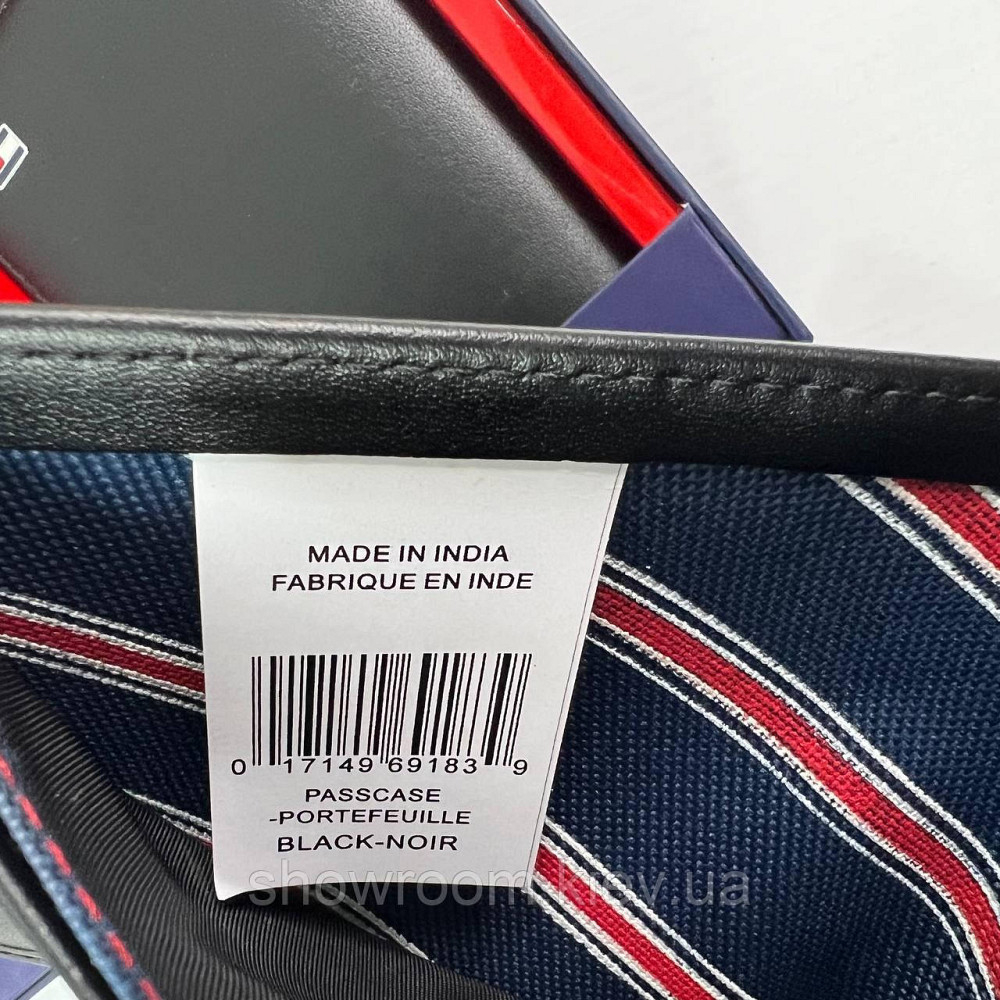 MADE IN INDIA
FABRIQUE EN INDE
0 17149 69183 9
PASSCASE
-PORTEFEUILLE
BLACK-NOIR
showroom-kiev.ua